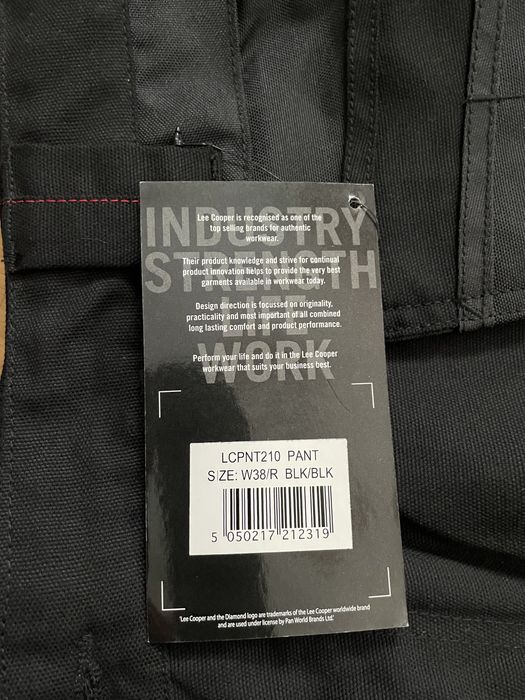 INDUSTRY
STRENGTH
LIFE
WORK
Lee Cooper is recognised as one of the
top selling brands for authentic
workwear.
Their product knowledge and strive for continual
product innovation helps to provide the very best
garments available in workwear today.
Design direction is focussed on originality,
practicality and most important of all combined
long lasting comfort and product performance.
Perform your life and do it in the Lee Cooper
workwear that suits your business best.
LCPNT210 PANT
SIZE: W38/R BLK/BLK
5 050217 212319
'Lee Cooper and the Diamond logo are trademarks of the Lee Cooper worldwide brand
and are used under license by Pan World Brands Ltd.'